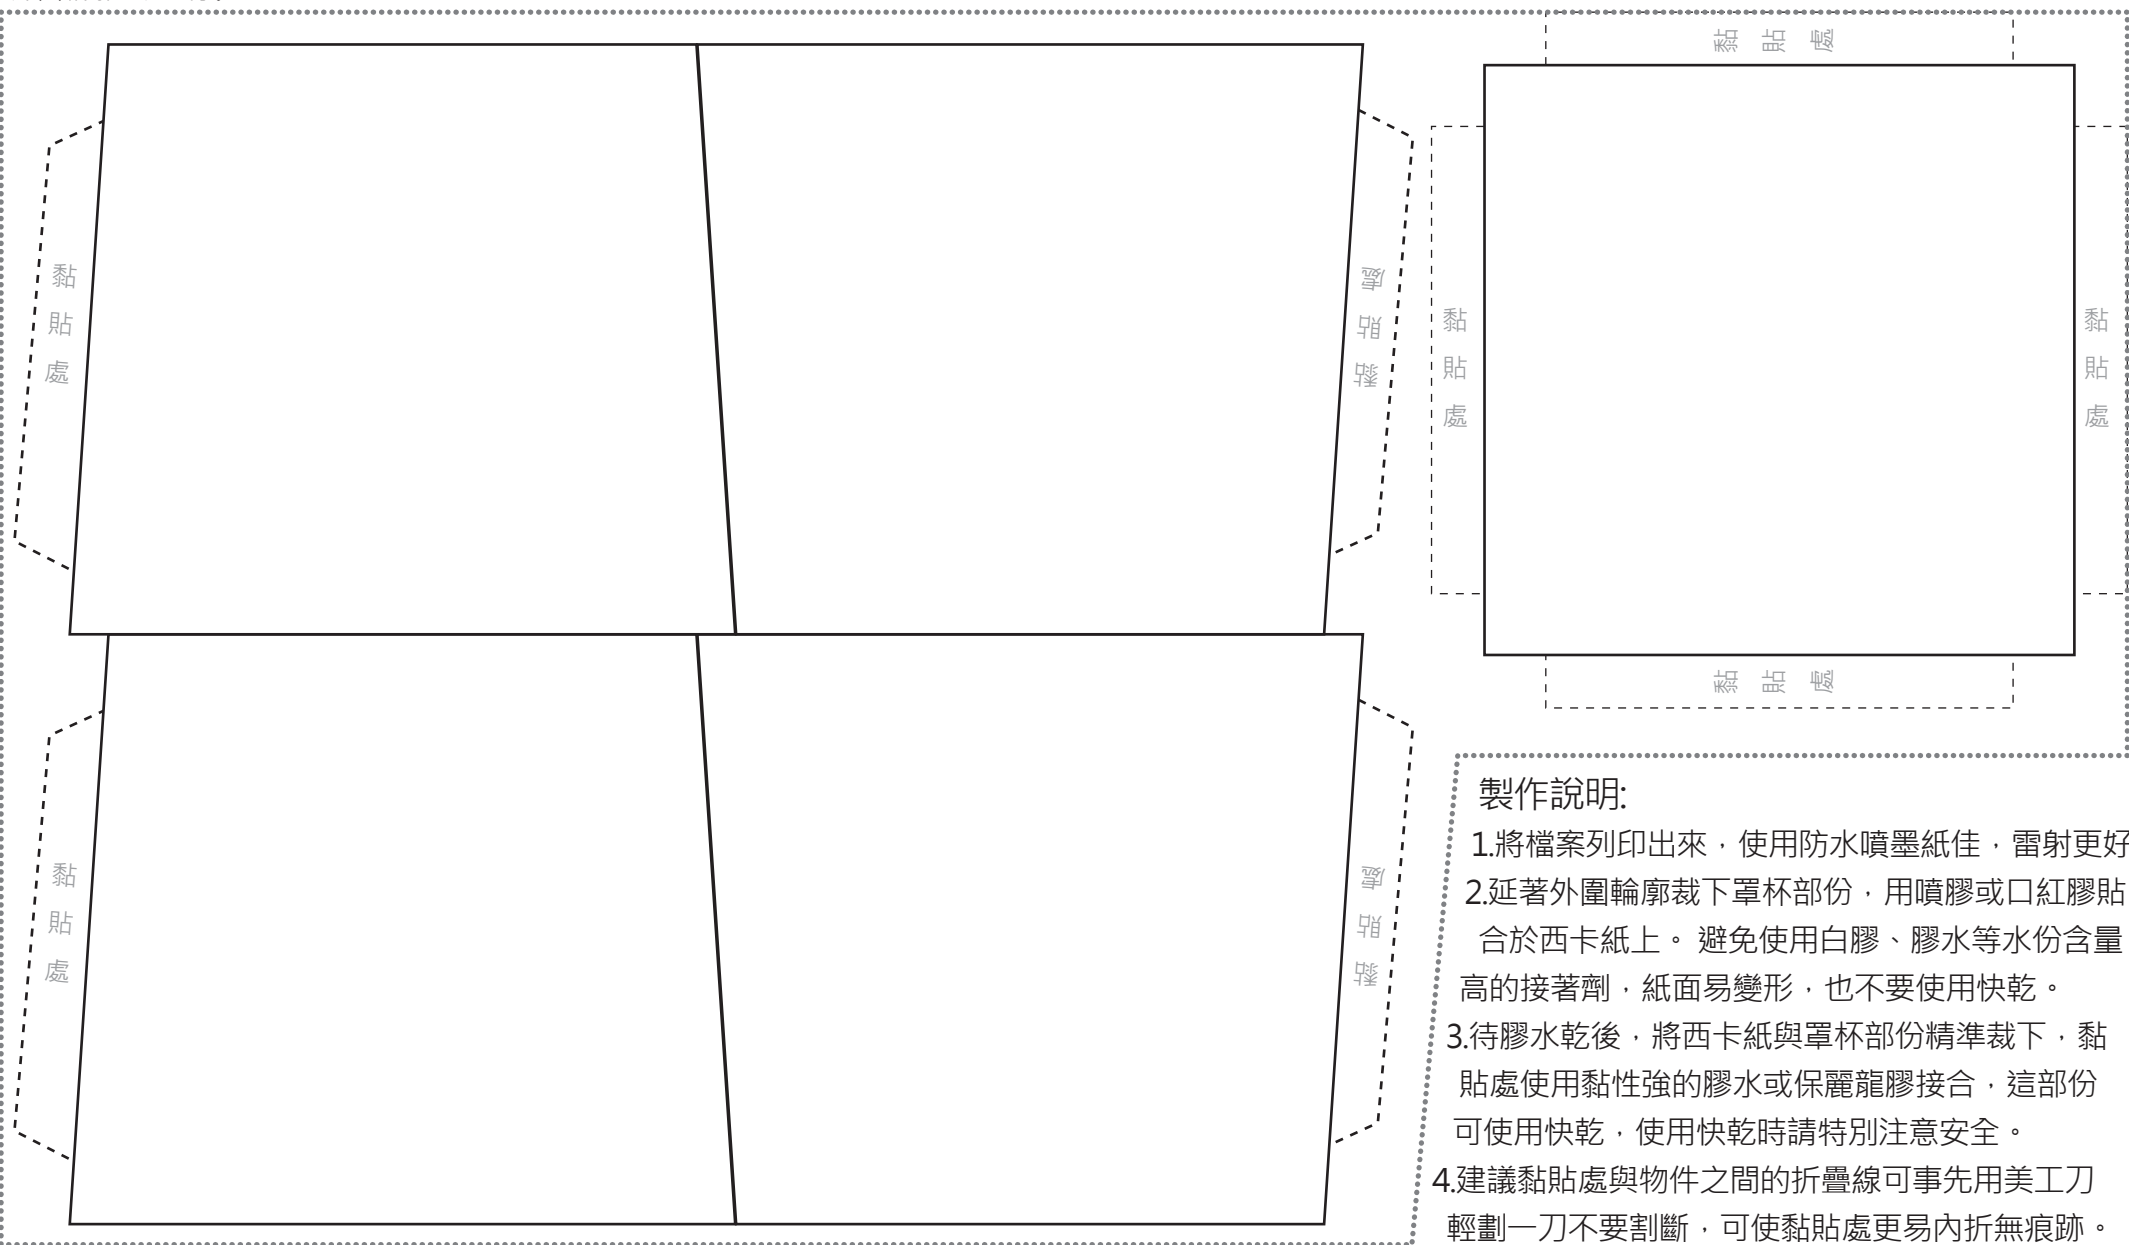 黏貼處
黏貼處
黏貼處
黏貼處
黏貼處
黏貼處
黏貼處
黏貼處
製作說明:
1.將檔案列印出來，使用防水噴墨紙佳，雷射更好
2.延著外圍輪廓裁下罩杯部份，用噴膠或口紅膠貼
合於西卡紙上。 避免使用白膠、膠水等水份含量
高的接著劑，紙面易變形，也不要使用快乾。
3.待膠水乾後，將西卡紙與罩杯部份精準裁下，黏
貼處使用黏性強的膠水或保麗龍膠接合，這部份
可使用快乾，使用快乾時請特別注意安全。
4.建議黏貼處與物件之間的折疊線可事先用美工刀
輕劃一刀不要割斷，可使黏貼處更易內折無痕跡。